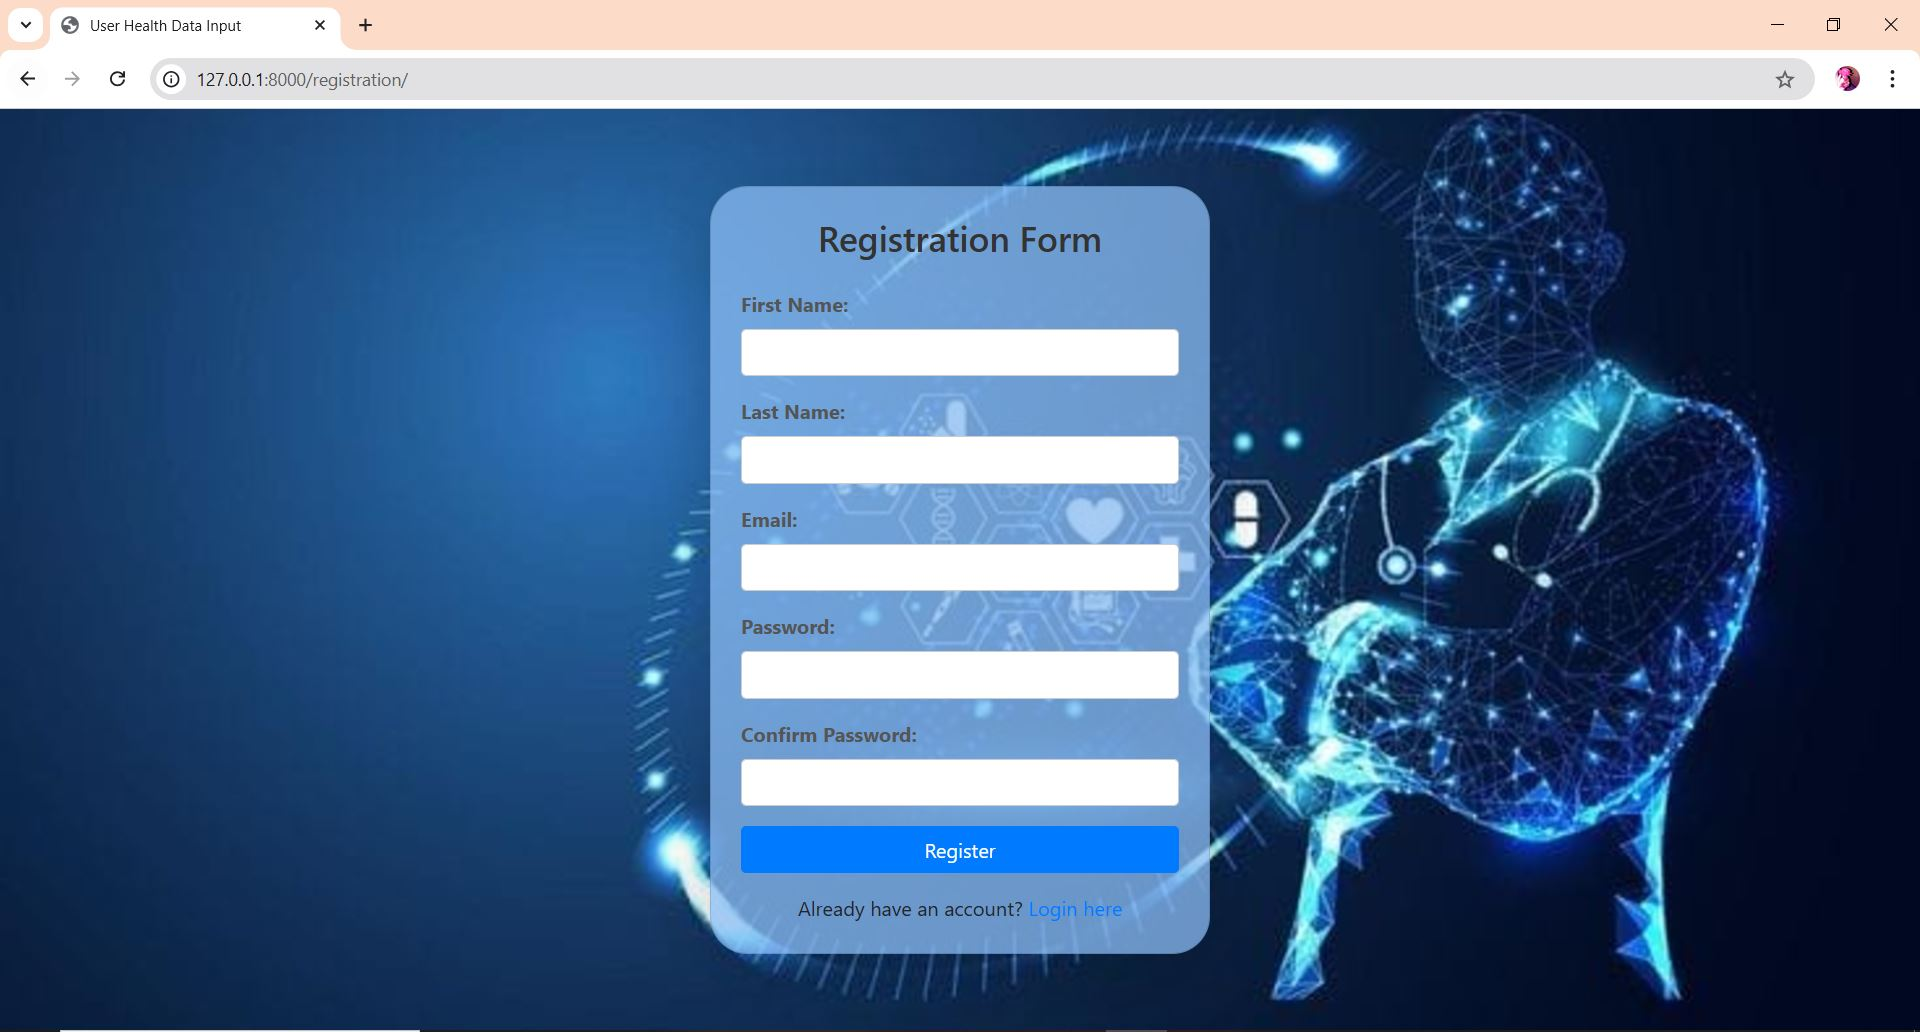 User Health Data Input
127.0.0.1:8000/registration/
Registration Form
First Name:
Last Name:
Email:
Password:
Confirm Password:
Register
Already have an account? Login here